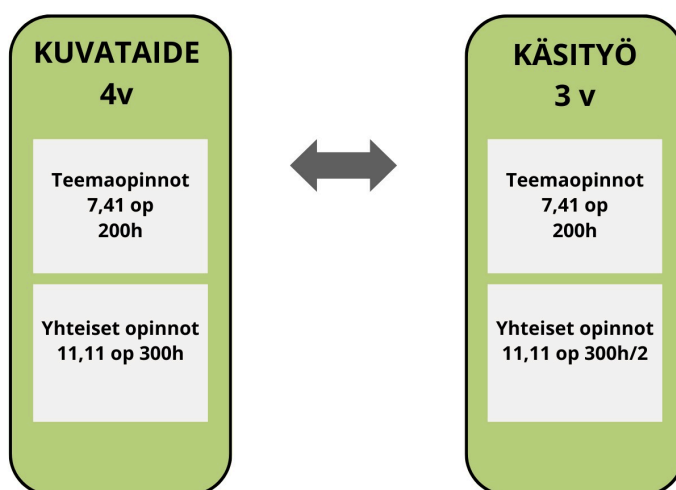 KUVATAIDE
4v
Teemaopinnot
7,41 op
200h
Yhteiset opinnot
11,11 op 300h
KÄSITYÖ
3 v
Teemaopinnot
7,41 op
200h
Yhteiset opinnot
11,11 op 300h/2